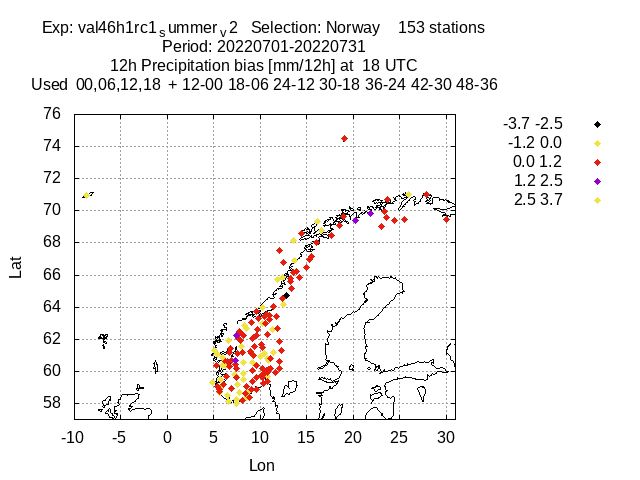 Exp: val46h1rc1summerv2   Selection: Norway    153 stations
Period: 20220701-20220731
12h Precipitation bias [mm/12h] at  18 UTC
Used  00,06,12,18  + 12-00 18-06 24-12 30-18 36-24 42-30 48-36
-3.7 -2.5
-1.2 0.0
0.0 1.2
1.2 2.5
2.5 3.7
76
74
72
70
68
66
64
62
60
58
Lat
-10 -5 0 5 10 15 20 25 30
Lon